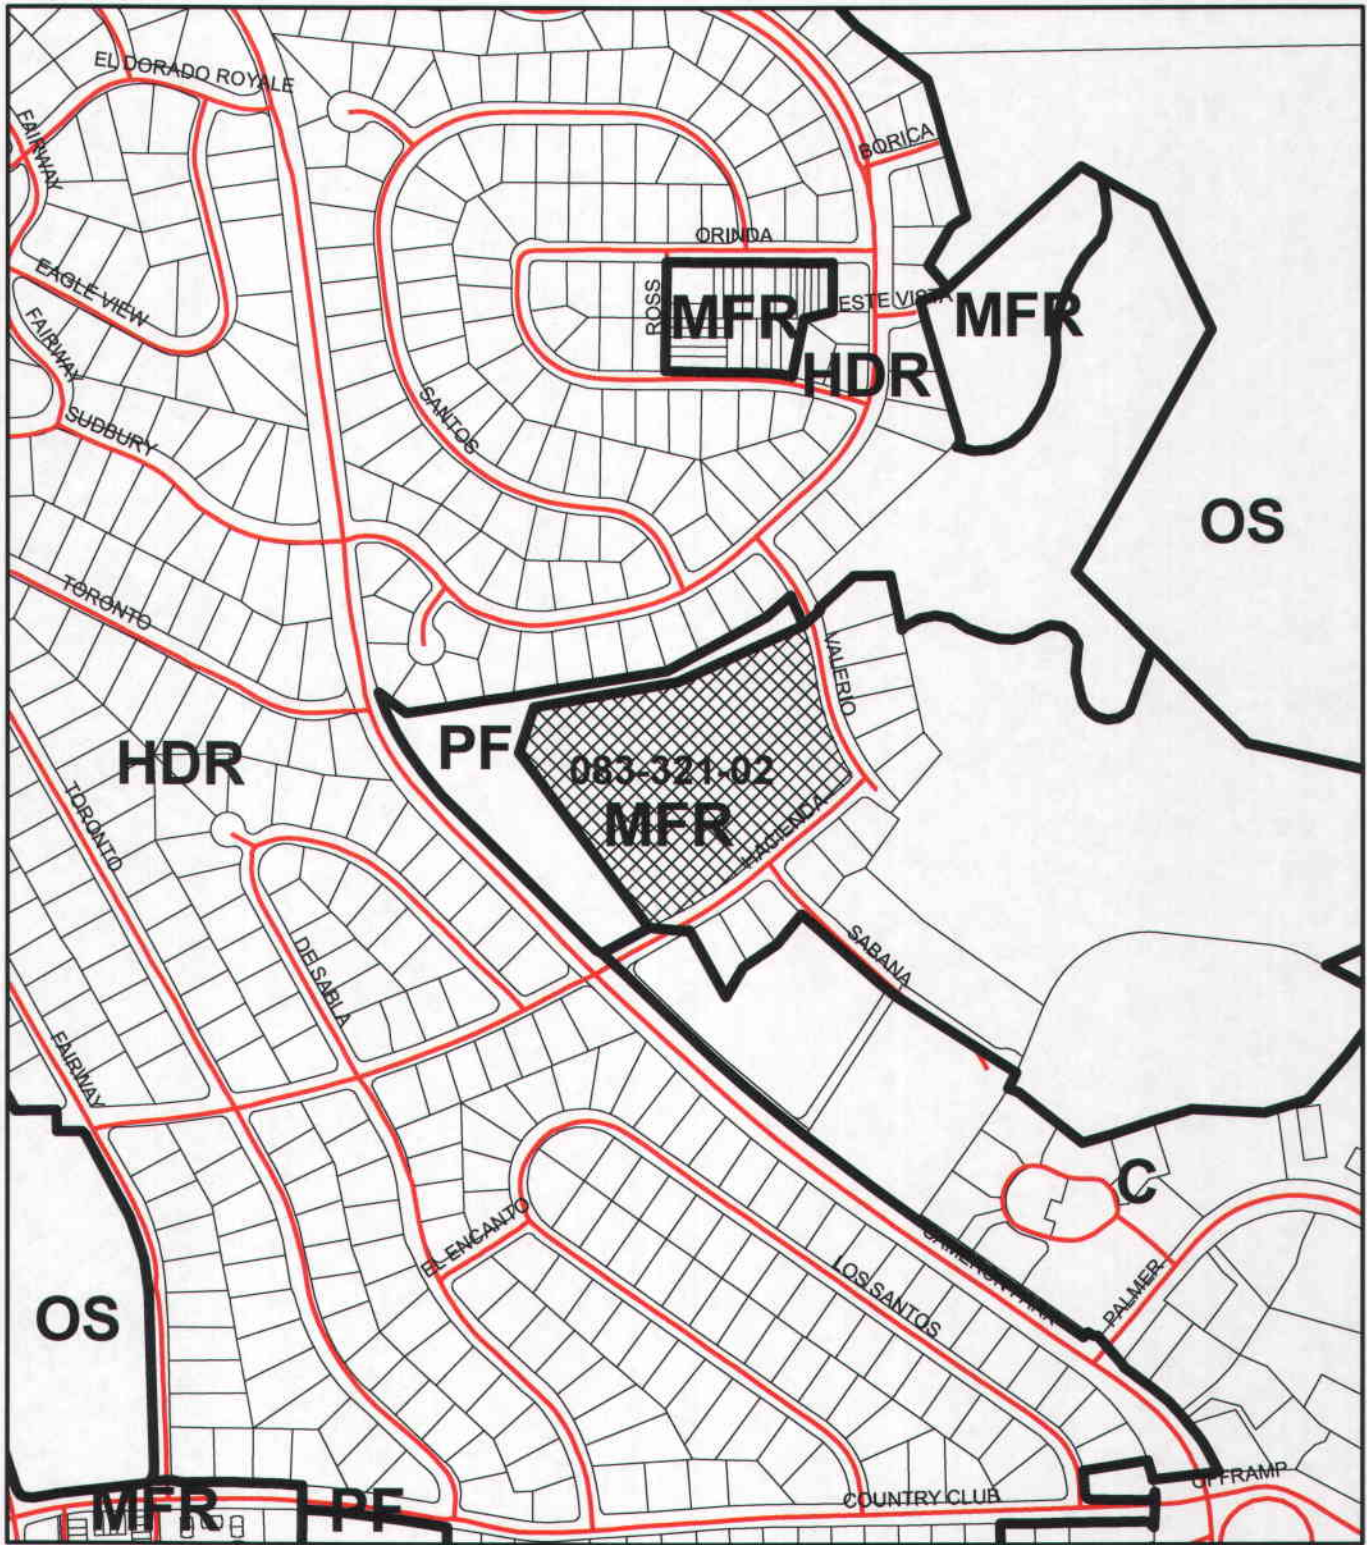 EL DORADO ROYALE
FAIRWAY
BORICA
ORINDA
EAGLE VIEW
ROSS
MFR
ESTE VISTA
MFR
FAIRWAY
HDR
SANTOS
SUDBURY
OS
TORONTO
VALERIO
PF
HDR
083-321-02
MFR
HACIENDA
TORONTO
SABANA
DE SABLA
FAIRWAY
C
EL ENCANTO
CAMERON PARK
LOS SANTOS
PALMER
OS
OFFRAMP
COUNTRY CLUB
MFR
PF